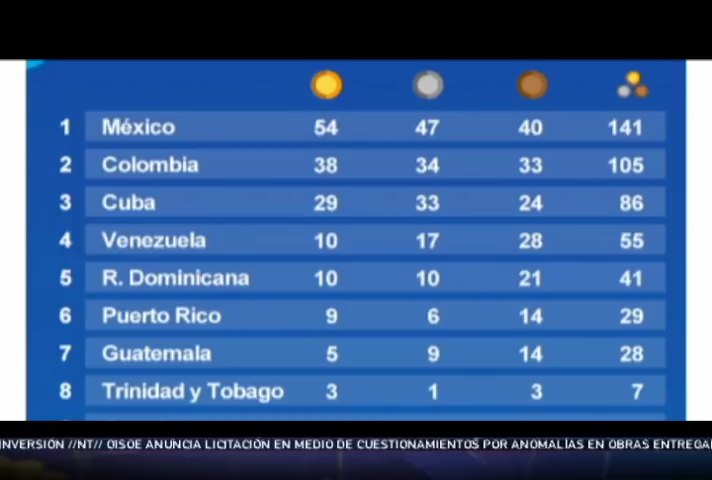 1 México 54 47 40 141
2 Colombia 38 34 33 105
3 Cuba 29 33 24 86
4 Venezuela 10 17 28 55
5 R. Dominicana 10 10 21 41
6 Puerto Rico 9 6 14 29
7 Guatemala 5 9 14 28
8 Trinidad y Tobago 3 1 3 7
INVERSIÓN //NT// OISOE ANUNCIA LICITACIÓN EN MEDIO DE CUESTIONAMIENTOS POR ANOMALÍAS EN OBRAS ENTREGA